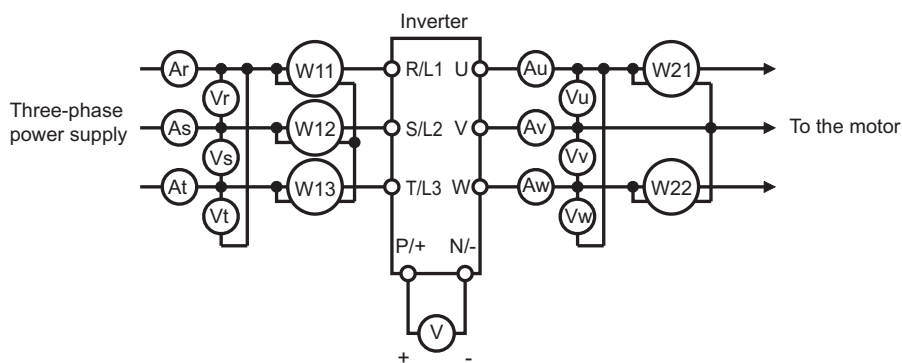 Inverter
Ar W11 R/L1 U Au W21
Vr Vu
Three-phase
power supply
As W12 S/L2 V Av To the motor
Vs Vv
At W13 T/L3 W Aw W22
Vt Vw
P/+ N/-
V
+ -